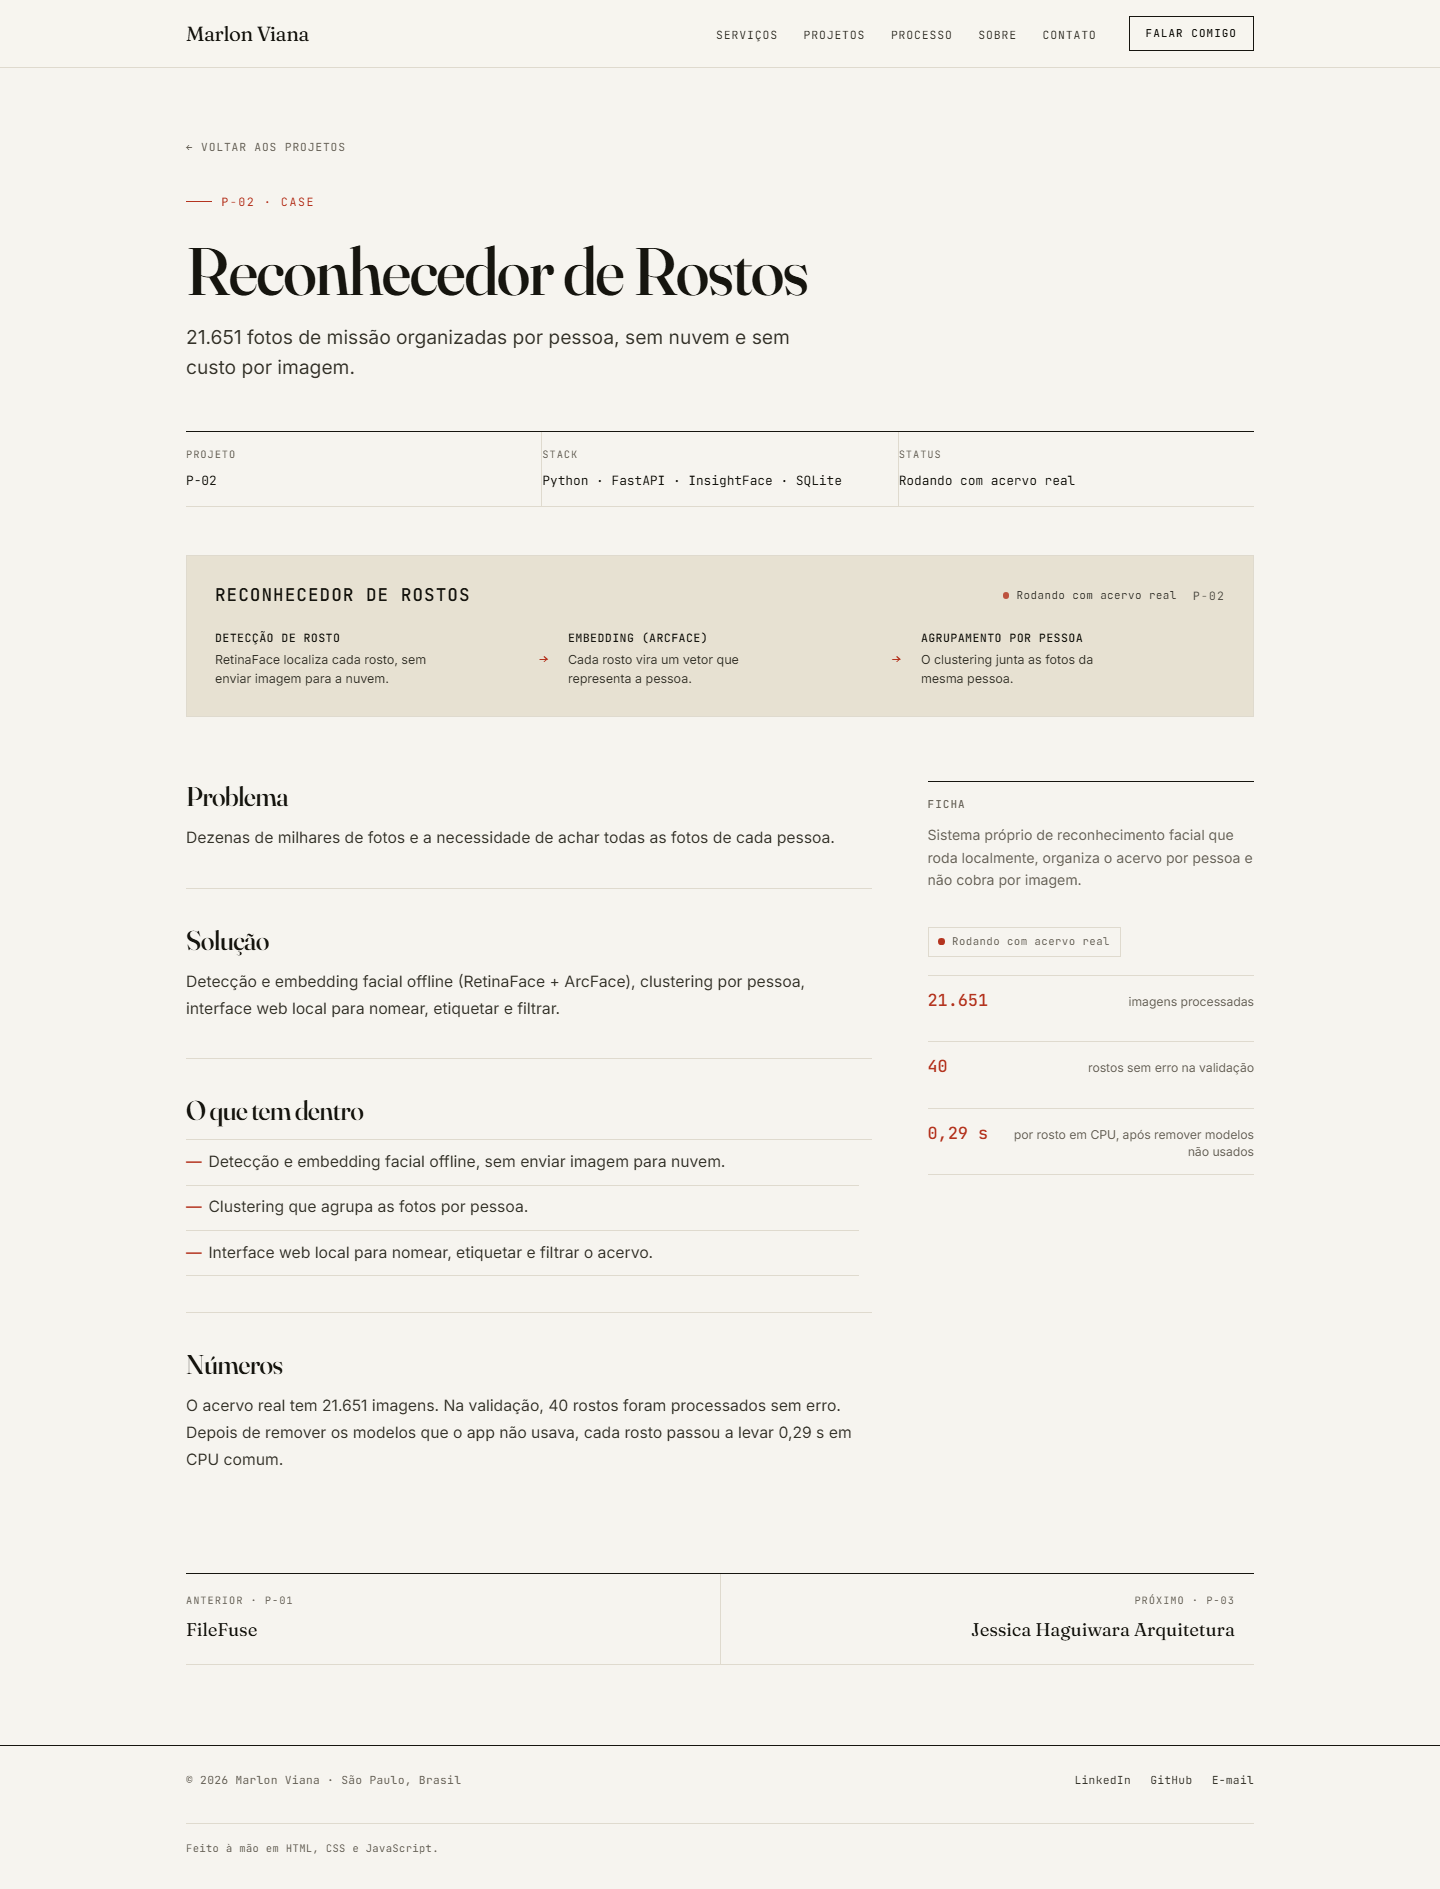 Marlon Viana
SERVIÇOS PROJETOS PROCESSO SOBRE CONTATO FALAR COMIGO
← VOLTAR AOS PROJETOS
P-02 · CASE
Reconhecedor de Rostos
21.651 fotos de missão organizadas por pessoa, sem nuvem e sem
custo por imagem.
PROJETO
P-02
STACK
Python · FastAPI · InsightFace · SQLite
STATUS
Rodando com acervo real
RECONHECEDOR DE ROSTOS
Rodando com acervo real P-02
DETECÇÃO DE ROSTO
RetinaFace localiza cada rosto, sem
enviar imagem para a nuvem.
→
EMBEDDING (ARCFACE)
Cada rosto vira um vetor que
representa a pessoa.
→
AGRUPAMENTO POR PESSOA
O clustering junta as fotos da
mesma pessoa.
Problema
Dezenas de milhares de fotos e a necessidade de achar todas as fotos de cada pessoa.
Solução
Detecção e embedding facial offline (RetinaFace + ArcFace), clustering por pessoa,
interface web local para nomear, etiquetar e filtrar.
O que tem dentro
— Detecção e embedding facial offline, sem enviar imagem para nuvem.
— Clustering que agrupa as fotos por pessoa.
— Interface web local para nomear, etiquetar e filtrar o acervo.
Números
O acervo real tem 21.651 imagens. Na validação, 40 rostos foram processados sem erro.
Depois de remover os modelos que o app não usava, cada rosto passou a levar 0,29 s em
CPU comum.
FICHA
Sistema próprio de reconhecimento facial que
roda localmente, organiza o acervo por pessoa e
não cobra por imagem.
Rodando com acervo real
21.651 imagens processadas
40 rostos sem erro na validação
0,29 s por rosto em CPU, após remover modelos
não usados
ANTERIOR · P-01
FileFuse
PRÓXIMO · P-03
Jessica Haguiwara Arquitetura
© 2026 Marlon Viana · São Paulo, Brasil
LinkedIn GitHub E-mail
Feito à mão em HTML, CSS e JavaScript.